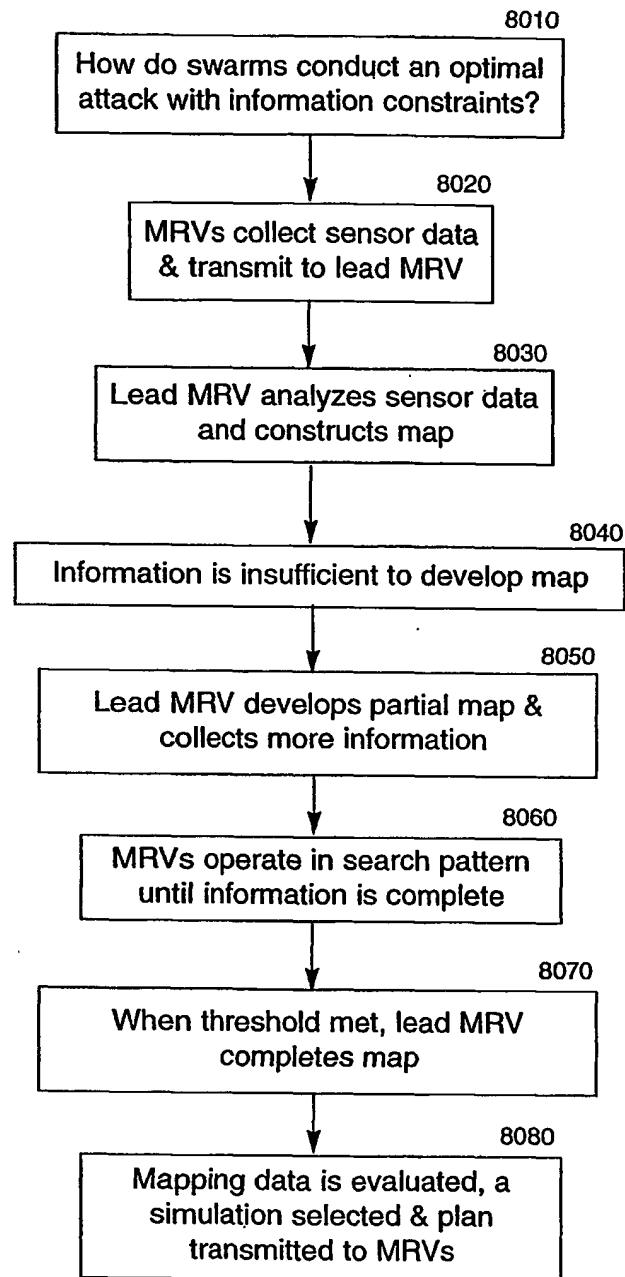 8010
How do swarms conduct an optimal
attack with information constraints?
8020
MRVs collect sensor data
& transmit to lead MRV
8030
Lead MRV analyzes sensor data
and constructs map
8040
Information is insufficient to develop map
8050
Lead MRV develops partial map &
collects more information
8060
MRVs operate in search pattern
until information is complete
8070
When threshold met, lead MRV
completes map
8080
Mapping data is evaluated, a
simulation selected & plan
transmitted to MRVs